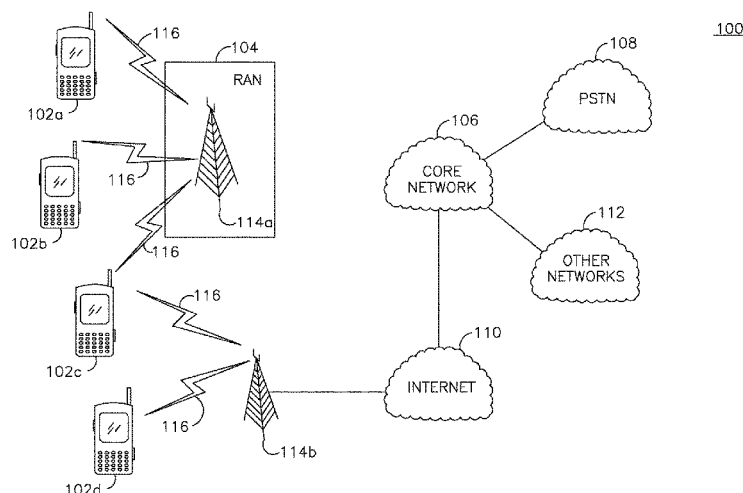 100
116
104
RAN
102a
114a
108
PSTN
106
CORE
NETWORK
116
102b
116
112
OTHER
NETWORKS
116
102c
110
INTERNET
116
114b
102d